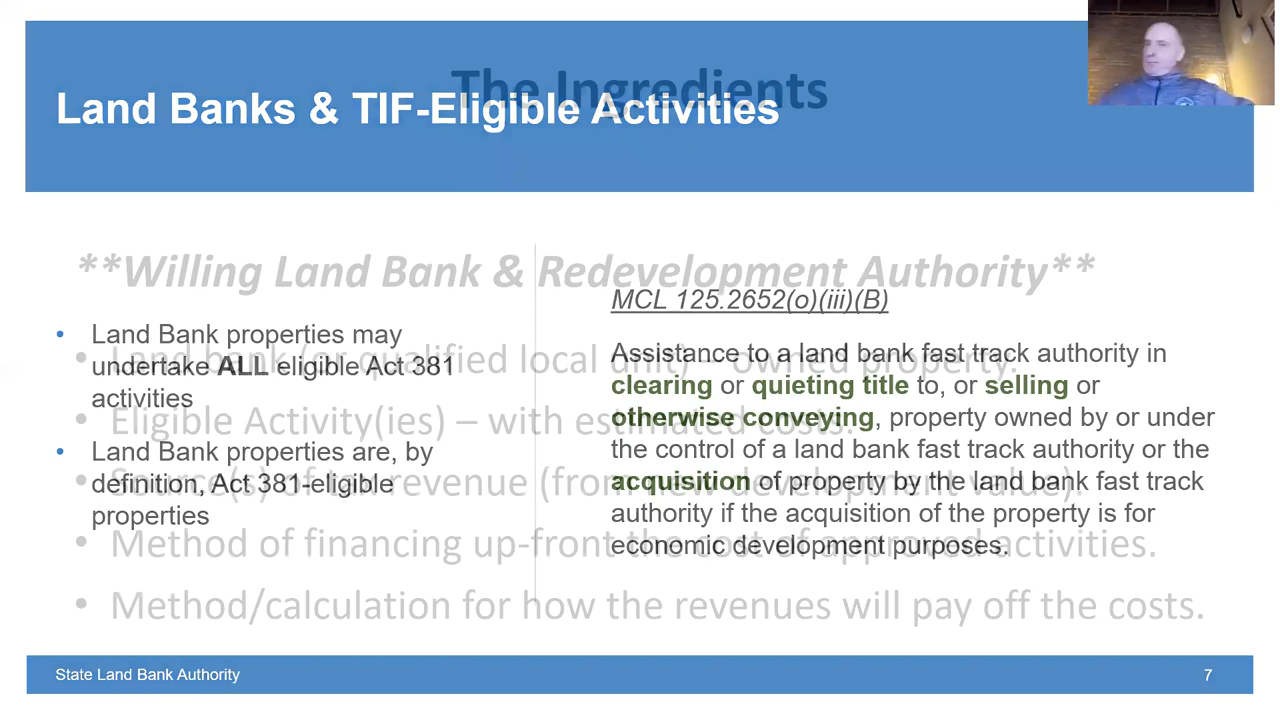 The Ingredients
Land Banks & TIF-Eligible Activities
**Willing Land Bank & Redevelopment Authority**
• Land bank (or qualified local unit) – owned property.
• Eligible Activity(ies) – with estimated costs.
• Source(s) of tax revenue (from new development value).
• Method of financing up-front the cost of approved activities.
• Method/calculation for how the revenues will pay off the costs.
• Land Bank properties may
undertake ALL eligible Act 381
activities
• Land Bank properties are, by
definition, Act 381-eligible
properties
MCL 125.2652(o)(iii)(B)
Assistance to a land bank fast track authority in
clearing or quieting title to, or selling or
otherwise conveying, property owned by or under
the control of a land bank fast track authority or the
acquisition of property by the land bank fast track
authority if the acquisition of the property is for
economic development purposes.
State Land Bank Authority
7